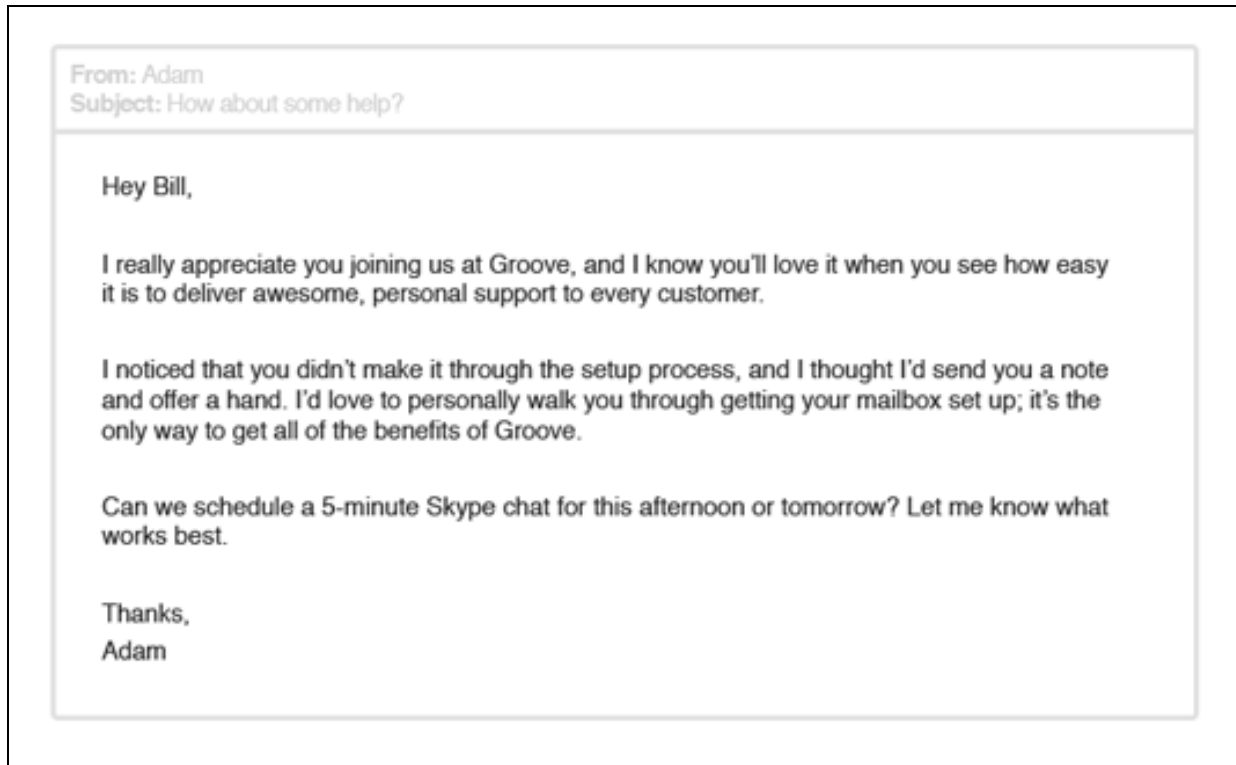 From: Adam
Subject: How about some help?
Hey Bill,
I really appreciate you joining us at Groove, and I know you'll love it when you see how easy
it is to deliver awesome, personal support to every customer.
I noticed that you didn't make it through the setup process, and I thought I'd send you a note
and offer a hand. I'd love to personally walk you through getting your mailbox set up; it's the
only way to get all of the benefits of Groove.
Can we schedule a 5-minute Skype chat for this afternoon or tomorrow? Let me know what
works best.
Thanks,
Adam